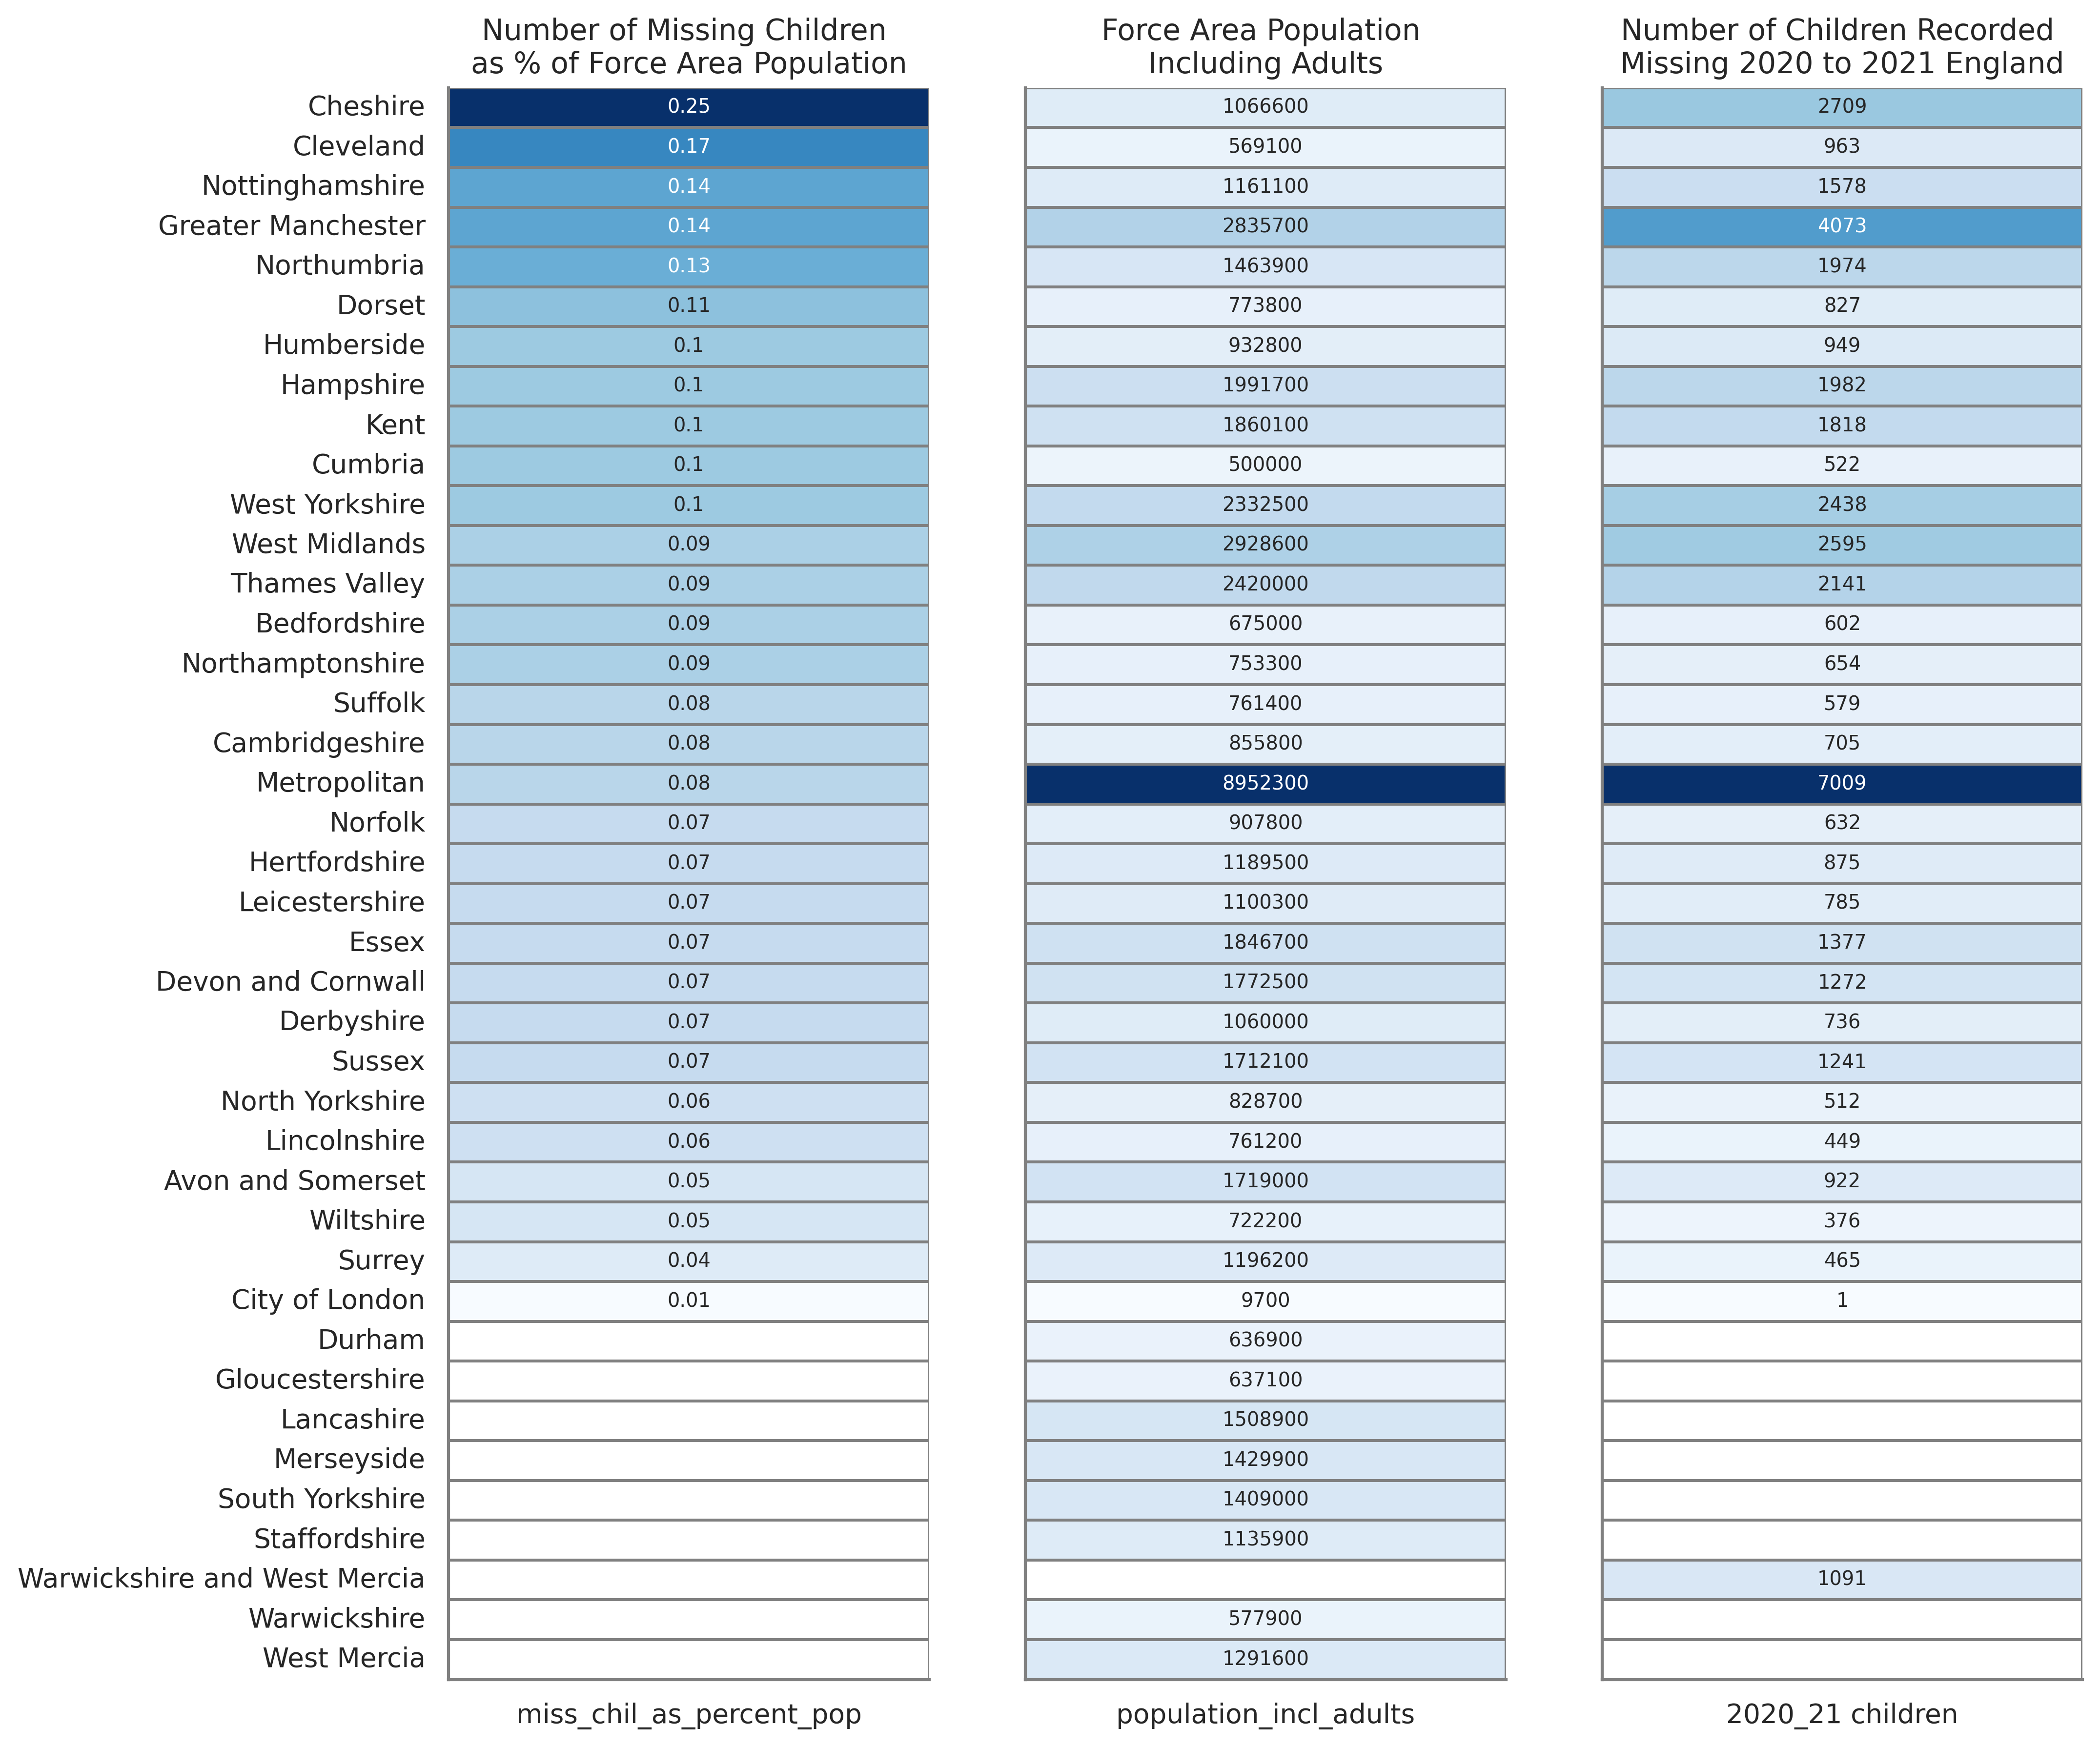 Number of Missing Children
as % of Force Area Population
Force Area Population
Including Adults
Number of Children Recorded
Missing 2020 to 2021 England
Cheshire 0.25 1066600 2709
Cleveland 0.17 569100 963
Nottinghamshire 0.14 1161100 1578
Greater Manchester 0.14 2835700 4073
Northumbria 0.13 1463900 1974
Dorset 0.11 773800 827
Humberside 0.1 932800 949
Hampshire 0.1 1991700 1982
Kent 0.1 1860100 1818
Cumbria 0.1 500000 522
West Yorkshire 0.1 2332500 2438
West Midlands 0.09 2928600 2595
Thames Valley 0.09 2420000 2141
Bedfordshire 0.09 675000 602
Northamptonshire 0.09 753300 654
Suffolk 0.08 761400 579
Cambridgeshire 0.08 855800 705
Metropolitan 0.08 8952300 7009
Norfolk 0.07 907800 632
Hertfordshire 0.07 1189500 875
Leicestershire 0.07 1100300 785
Essex 0.07 1846700 1377
Devon and Cornwall 0.07 1772500 1272
Derbyshire 0.07 1060000 736
Sussex 0.07 1712100 1241
North Yorkshire 0.06 828700 512
Lincolnshire 0.06 761200 449
Avon and Somerset 0.05 1719000 922
Wiltshire 0.05 722200 376
Surrey 0.04 1196200 465
City of London 0.01 9700 1
Durham 636900
Gloucestershire 637100
Lancashire 1508900
Merseyside 1429900
South Yorkshire 1409000
Staffordshire 1135900
Warwickshire and West Mercia 1091
Warwickshire 577900
West Mercia 1291600
miss_chil_as_percent_pop population_incl_adults 2020_21 children